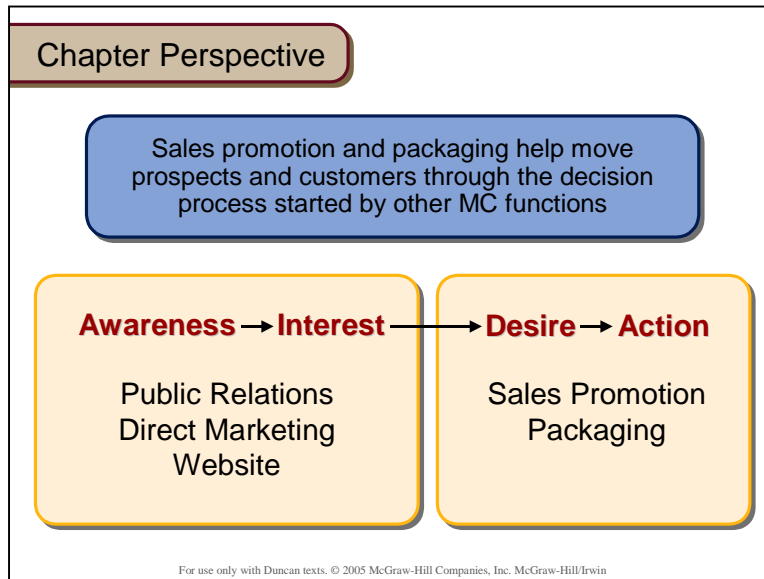 Chapter Perspective
Sales promotion and packaging help move
prospects and customers through the decision
process started by other MC functions
Awareness Interest Desire Action
Public Relations
Direct Marketing
Website
Sales Promotion
Packaging
For use only with Duncan texts. © 2005 McGraw-Hill Companies, Inc. McGraw-Hill/Irwin